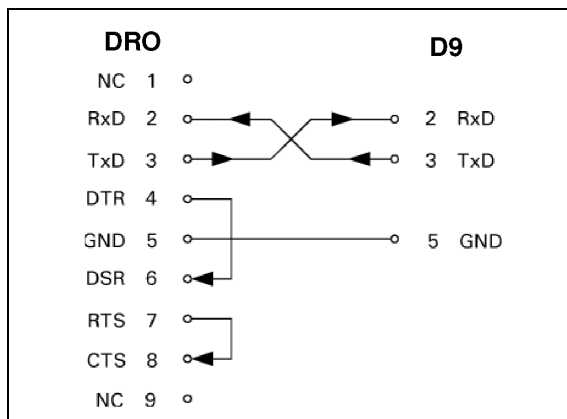 DRO D9
NC 1
RxD 2 2 RxD
TxD 3 3 TxD
DTR 4
GND 5 5 GND
DSR 6
RTS 7
CTS 8
NC 9